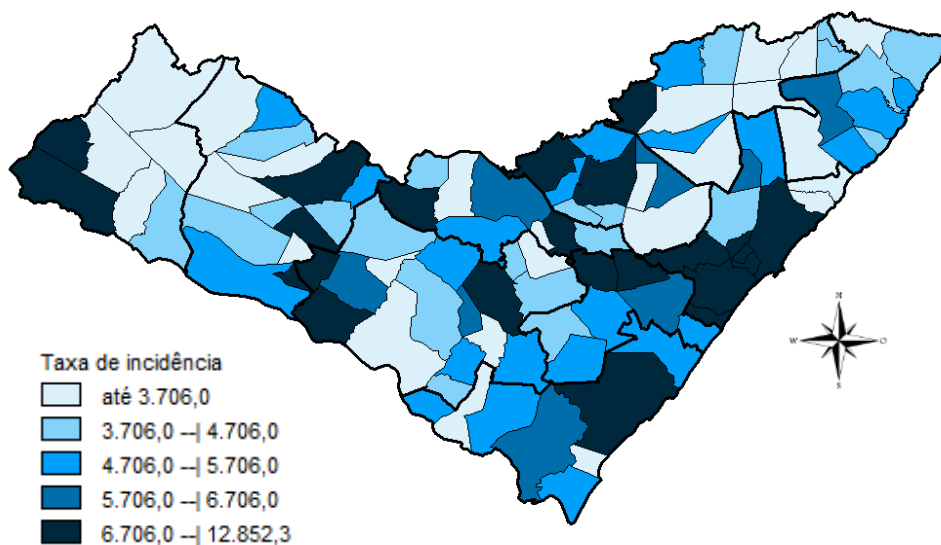 N
W
O
S
Taxa de incidência
até 3.706,0
3.706,0 --| 4.706,0
4.706,0 --| 5.706,0
5.706,0 --| 6.706,0
6.706,0 --| 12.852,3